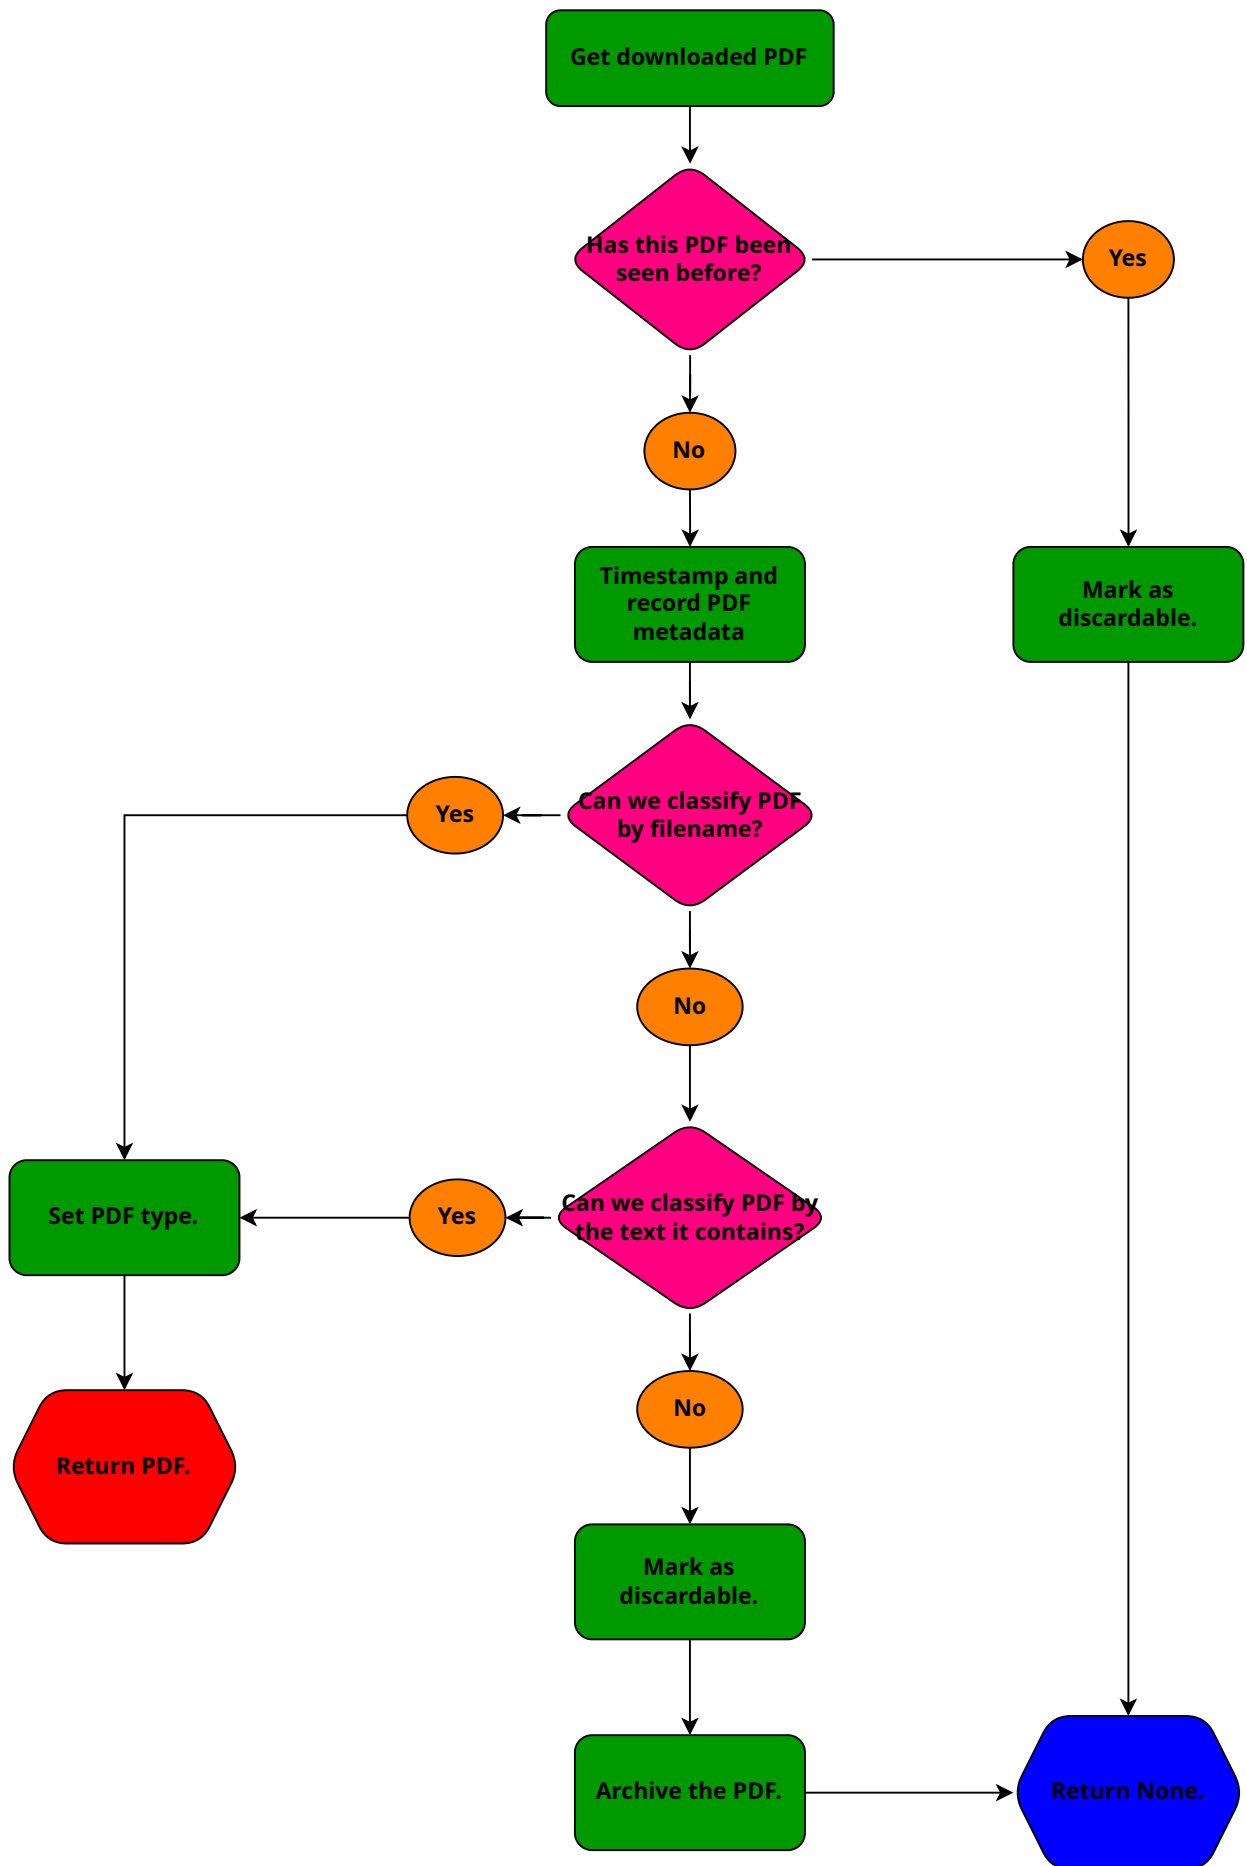 Get downloaded PDF
Has this PDF been
seen before?
Yes
No
Timestamp and
record PDF
metadata
Mark as
discardable.
Can we classify PDF
by filename?
Yes
No
Can we classify PDF by
the text it contains?
Yes
Set PDF type.
No
Return PDF.
Mark as
discardable.
Archive the PDF.
Return None.